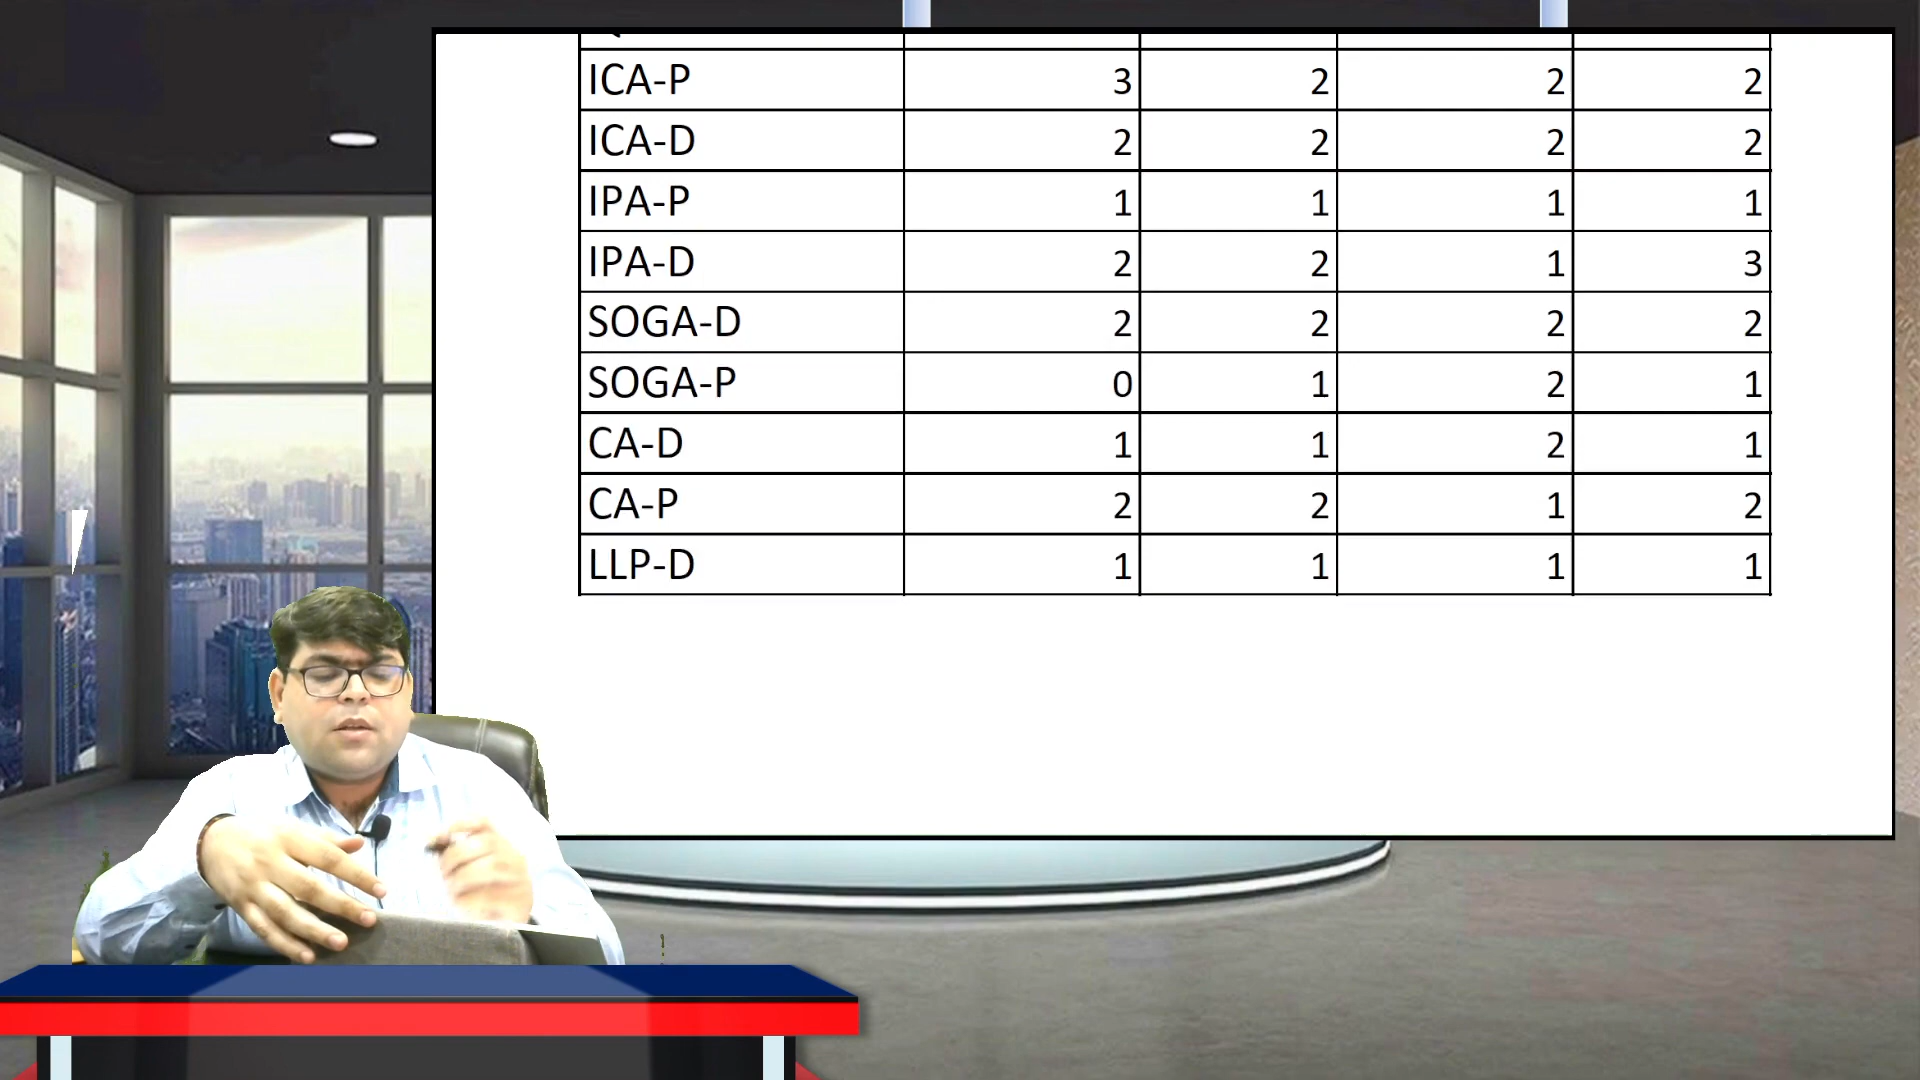 ICA-P 3 2 2 2
ICA-D 2 2 2 2
IPA-P 1 1 1 1
IPA-D 2 2 1 3
SOGA-D 2 2 2 2
SOGA-P 0 1 2 1
CA-D 1 1 2 1
CA-P 2 2 1 2
LLP-D 1 1 1 1